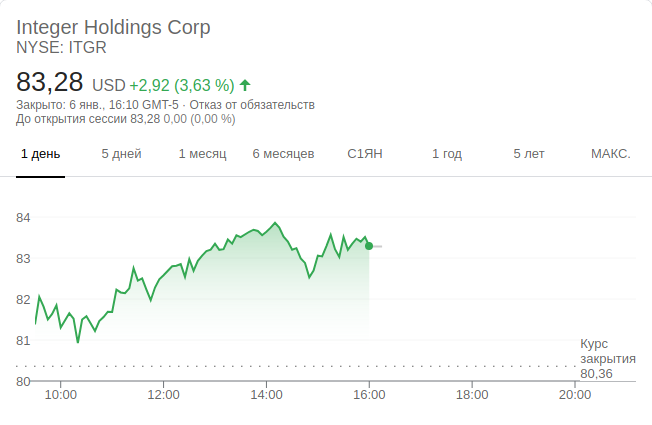 Integer Holdings Corp
NYSE: ITGR
83,28 USD +2,92 (3,63 %)
Закрыто: 6 янв., 16:10 GMT-5 · Отказ от обязательств
До открытия сессии 83,28 0,00 (0,00 %)
1 день 5 дней 1 месяц 6 месяцев С1ЯН 1 год 5 лет МАКС.
84
83
82
81
80
Курс
закрытия
80,36
10:00 12:00 14:00 16:00 18:00 20:00